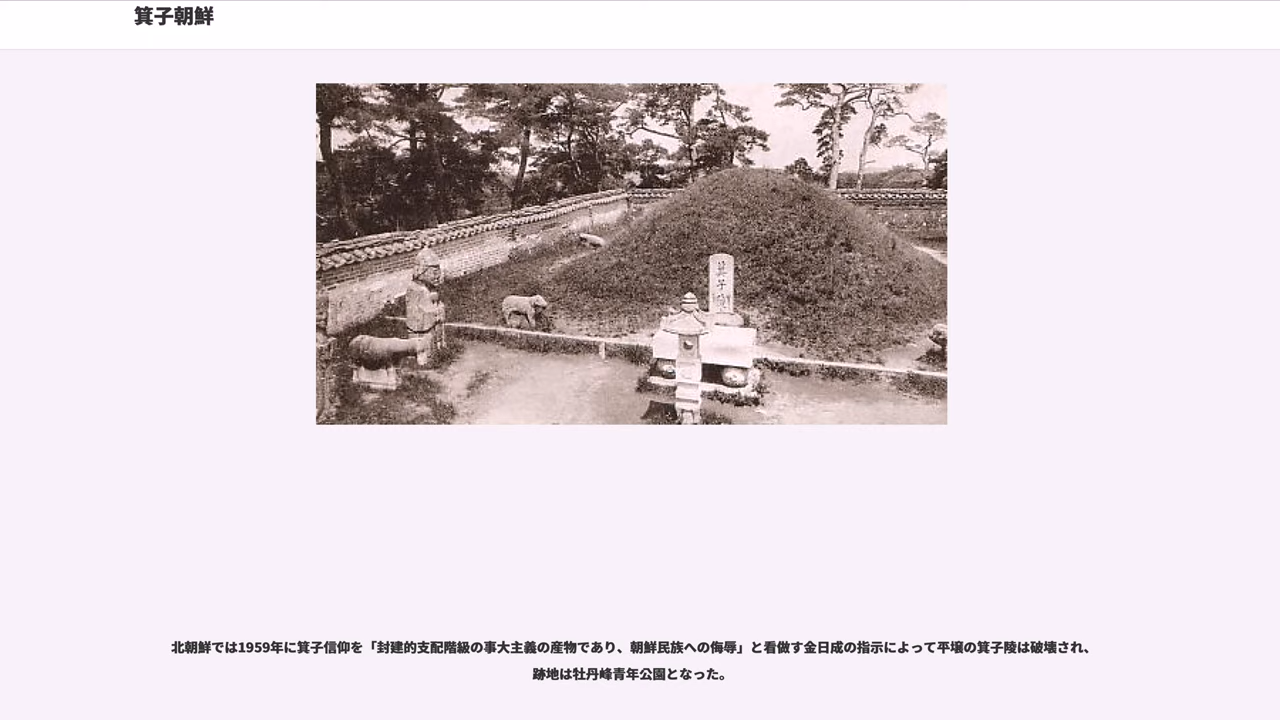 箕子朝鮮
箕子陵
北朝鮮では1959年に箕子信仰を「封建的支配階級の事大主義の産物であり、朝鮮民族への侮辱」と看做す金日成の指示によって平壌の箕子陵は破壊され、
跡地は牡丹峰青年公園となった。